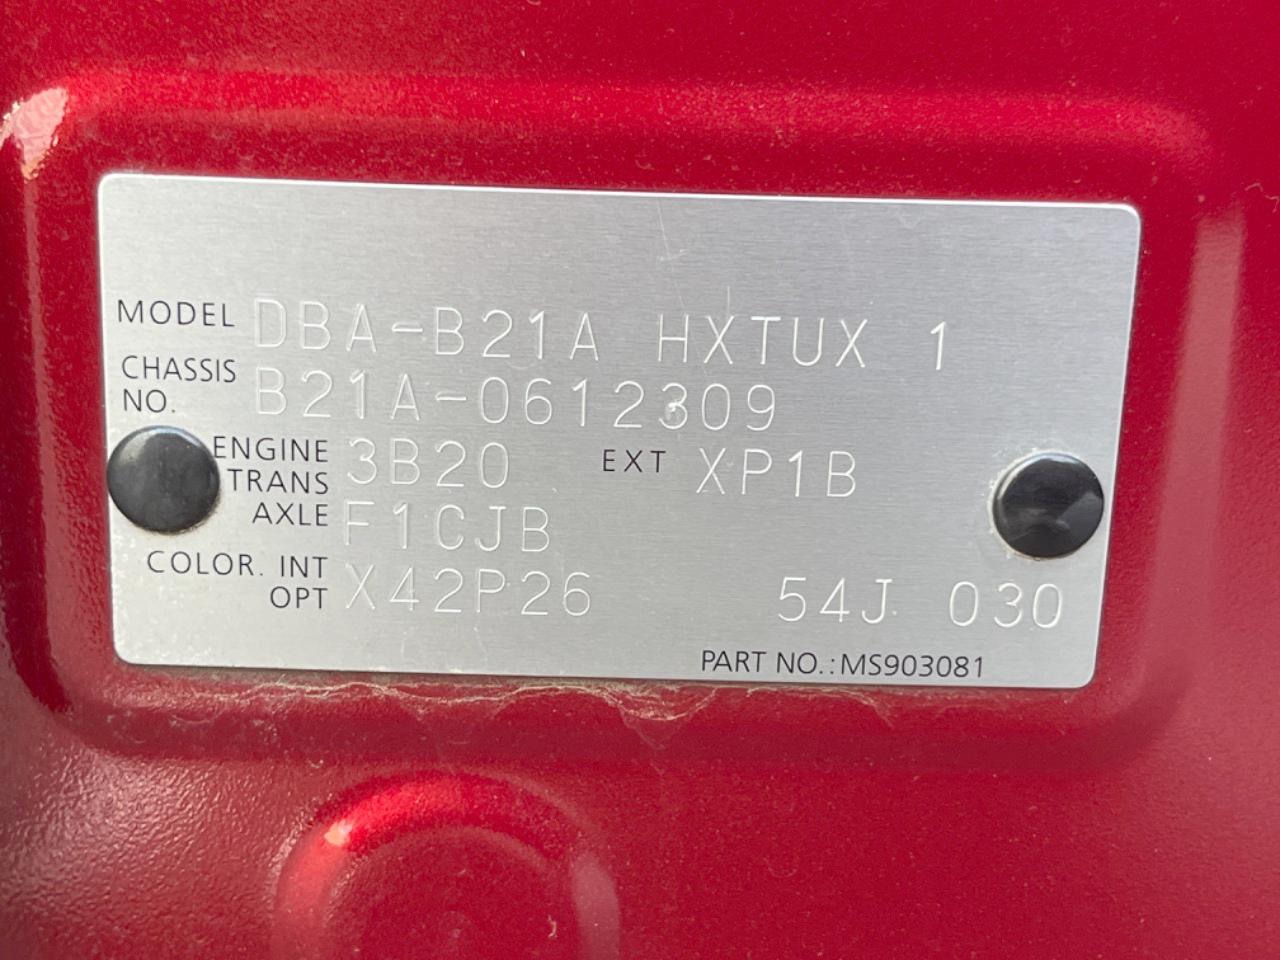 MODEL DBA-B21A HXTUX 1
CHASSIS NO. B21A-0612309
ENGINE 3B20 EXT XP1B
TRANS AXLE F1CJB
COLOR. INT OPT X42P26 54J 030
PART NO.:MS903081